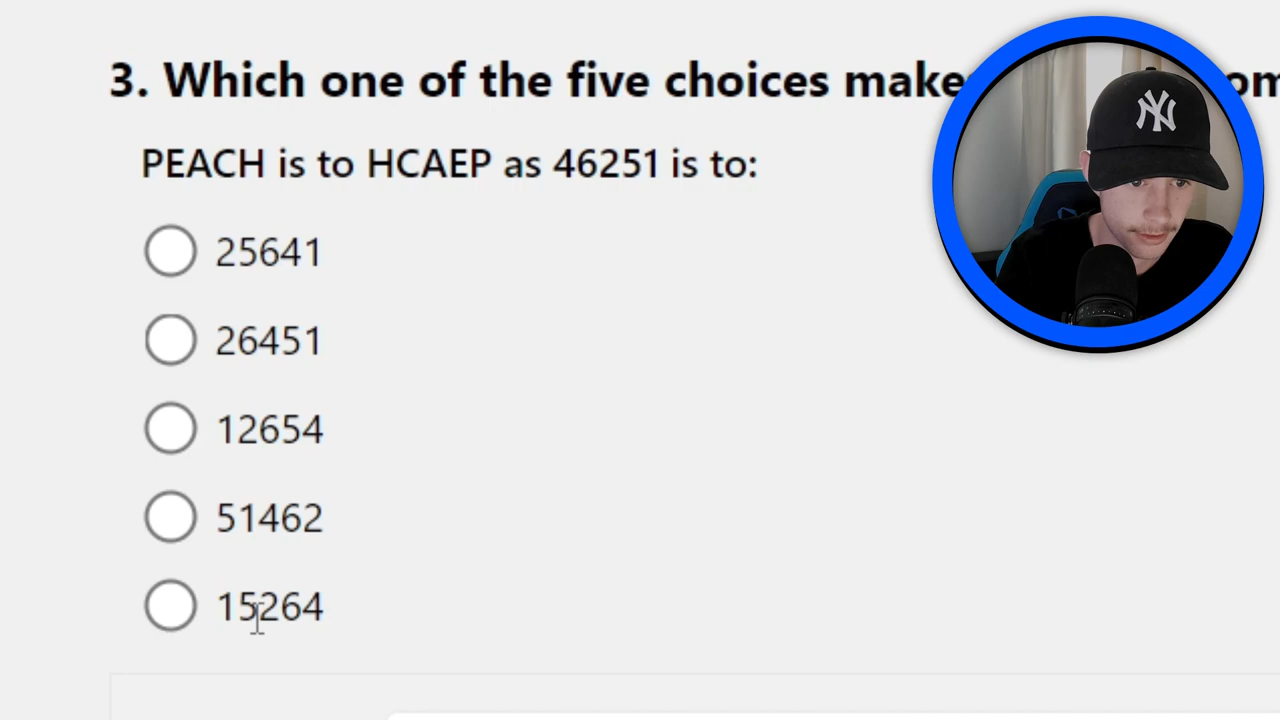 3. Which one of the five choices make
PEACH is to HCAEP as 46251 is to:
25641
26451
12654
51462
15264
NY